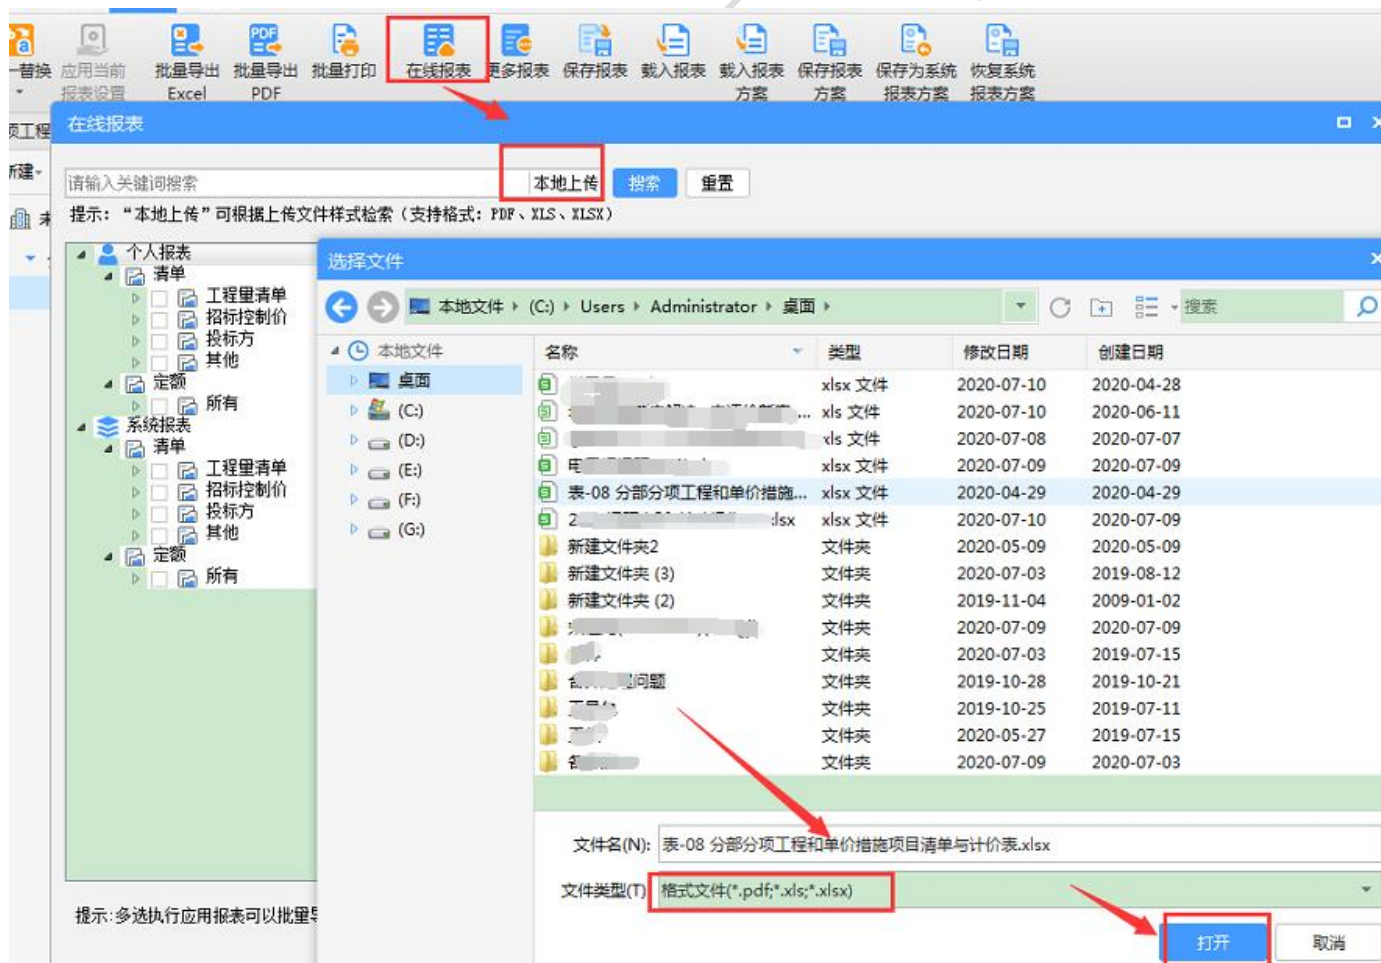 一替换 应用当前 批量导出 批量导出 批量打印 在线报表 更多报表 保存报表 载入报表 载入报表 保存报表 保存为系统 恢复系统
报表设置 Excel PDF 方案 方案 报表方案 报表方案
项工程
在线报表
新建
请输入关键词搜索 本地上传 搜索 重置
提示：“本地上传”可根据上传文件样式检索（支持格式：PDF、XLS、XLSX）
个人报表
清单
工程量清单
招标控制价
投标方
其他
定额
所有
系统报表
清单
工程量清单
招标控制价
投标方
其他
定额
所有
提示:多选执行应用报表可以批量
选择文件
本地文件 (C:) Users Administrator 桌面 搜索
本地文件
桌面
(C:)
(D:)
(E:)
(F:)
(G:)
名称 类型 修改日期 创建日期
xlsx 文件 2020-07-10 2020-04-28
... xls 文件 2020-07-10 2020-06-11
xls 文件 2020-07-08 2020-07-07
xlsx 文件 2020-07-09 2020-07-09
表-08 分部分项工程和单价措施... xlsx 文件 2020-04-29 2020-04-29
xlsx 文件 2020-07-10 2020-07-09
新建文件夹2 文件夹 2020-05-09 2020-05-09
新建文件夹 (3) 文件夹 2020-07-03 2019-08-12
新建文件夹 (2) 文件夹 2019-11-04 2009-01-02
文件夹 2020-07-09 2020-07-09
文件夹 2020-07-03 2019-07-15
问题 文件夹 2019-10-28 2019-10-21
文件夹 2019-10-25 2019-07-11
文件夹 2020-05-27 2019-07-15
文件夹 2020-07-09 2020-07-03
文件名(N): 表-08 分部分项工程和单价措施项目清单与计价表.xlsx
文件类型(T) 格式文件(*.pdf;*.xls;*.xlsx)
打开 取消